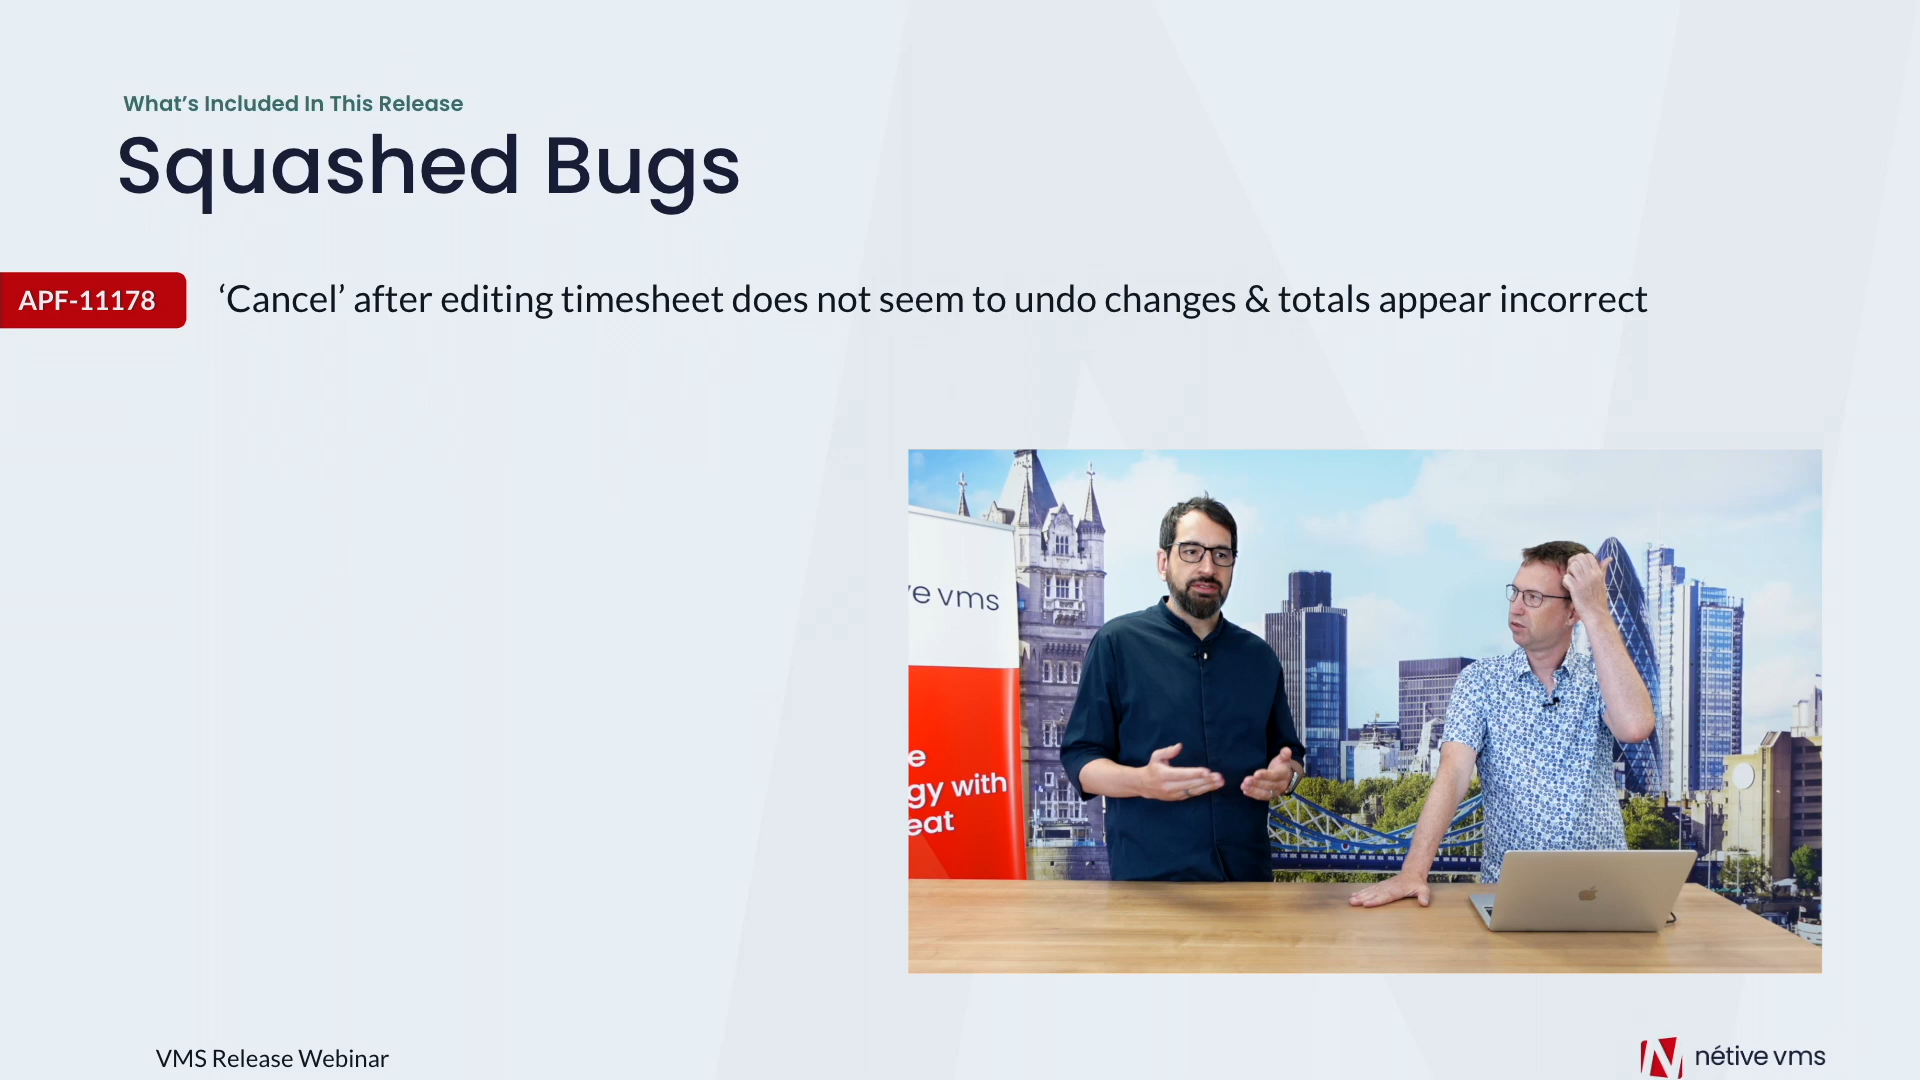 What’s Included In This Release
Squashed Bugs
APF-11178
‘Cancel’ after editing timesheet does not seem to undo changes & totals appear incorrect
e vms
e
gy with
eat
VMS Release Webinar
nétive vms